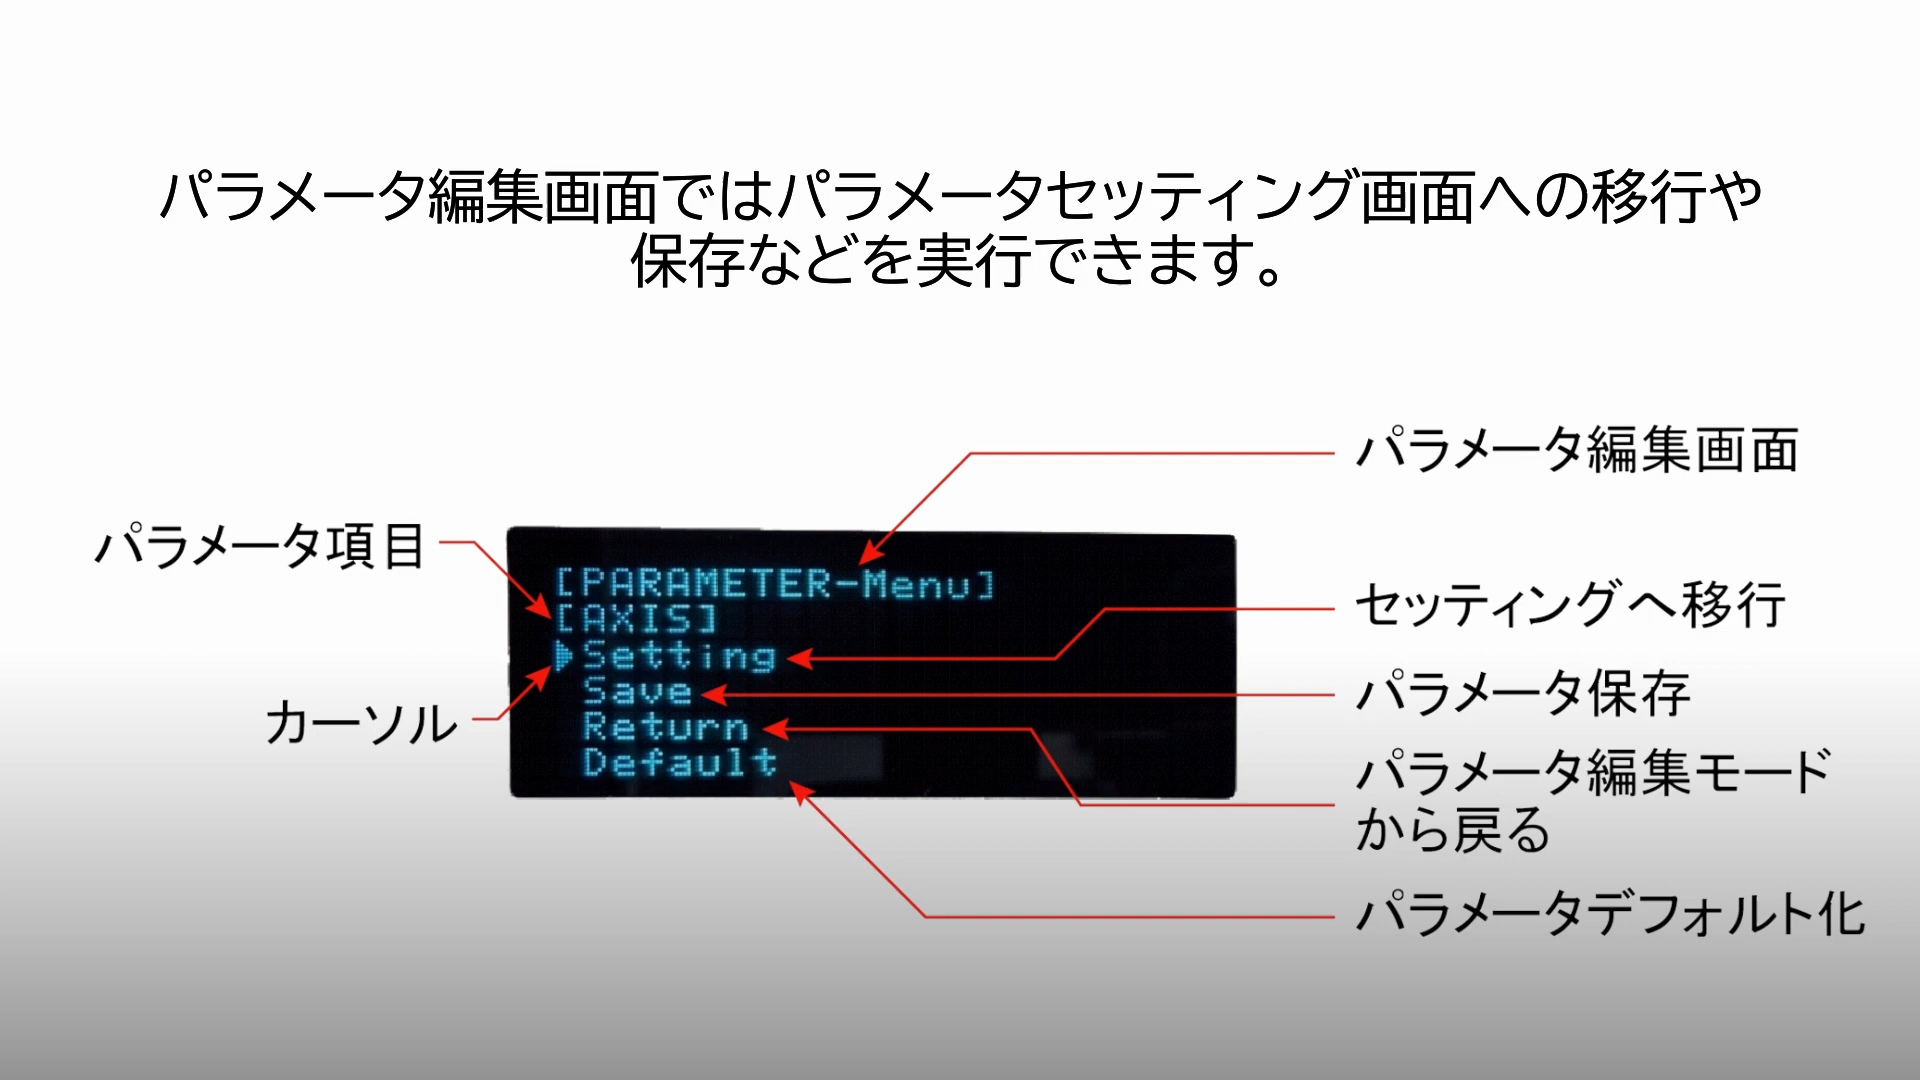 パラメータ編集画面ではパラメータセッティング画面への移行や
保存などを実行できます。
パラメータ編集画面
パラメータ項目
[PARAMETER-Menu]
[AXIS]
セッティングへ移行
Setting
Save
パラメータ保存
カーソル
Return
パラメータ編集モード
から戻る
Default
パラメータデフォルト化